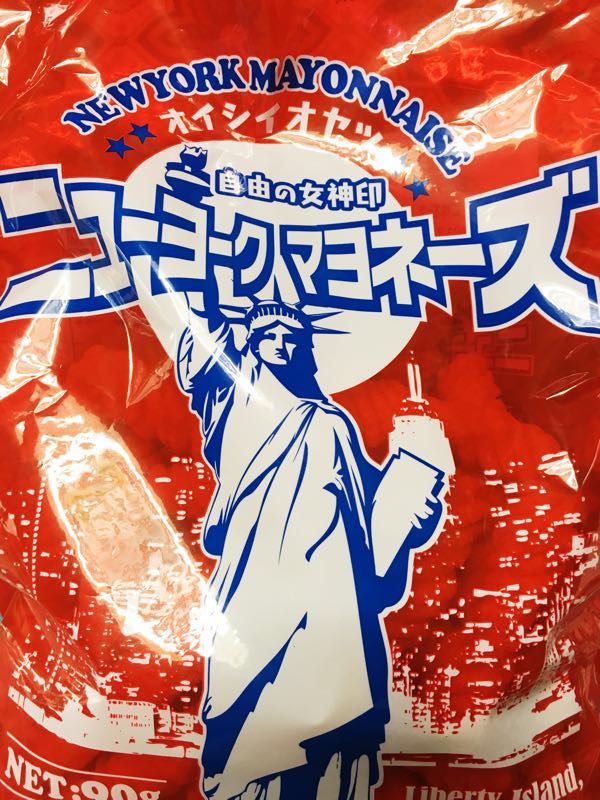 NEWYORK MAYONNAISE
オイシイオヤツ
自由の女神印
ニューヨークマヨネーズ
NET:90g
Liberty Island,